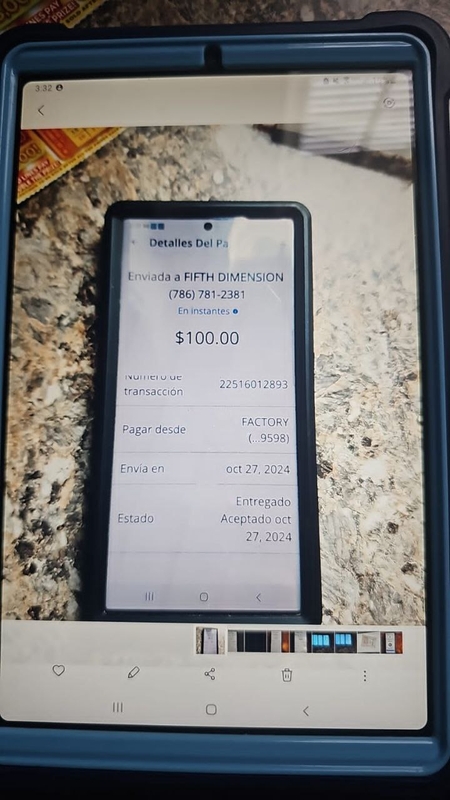 3:32
Detalles Del Pa
Enviada a FIFTH DIMENSION
(786) 781-2381
En instantes
$100.00
Número de
transacción
22516012893
Pagar desde
FACTORY
(...9598)
Envía en
oct 27, 2024
Estado
Entregado
Aceptado oct
27, 2024